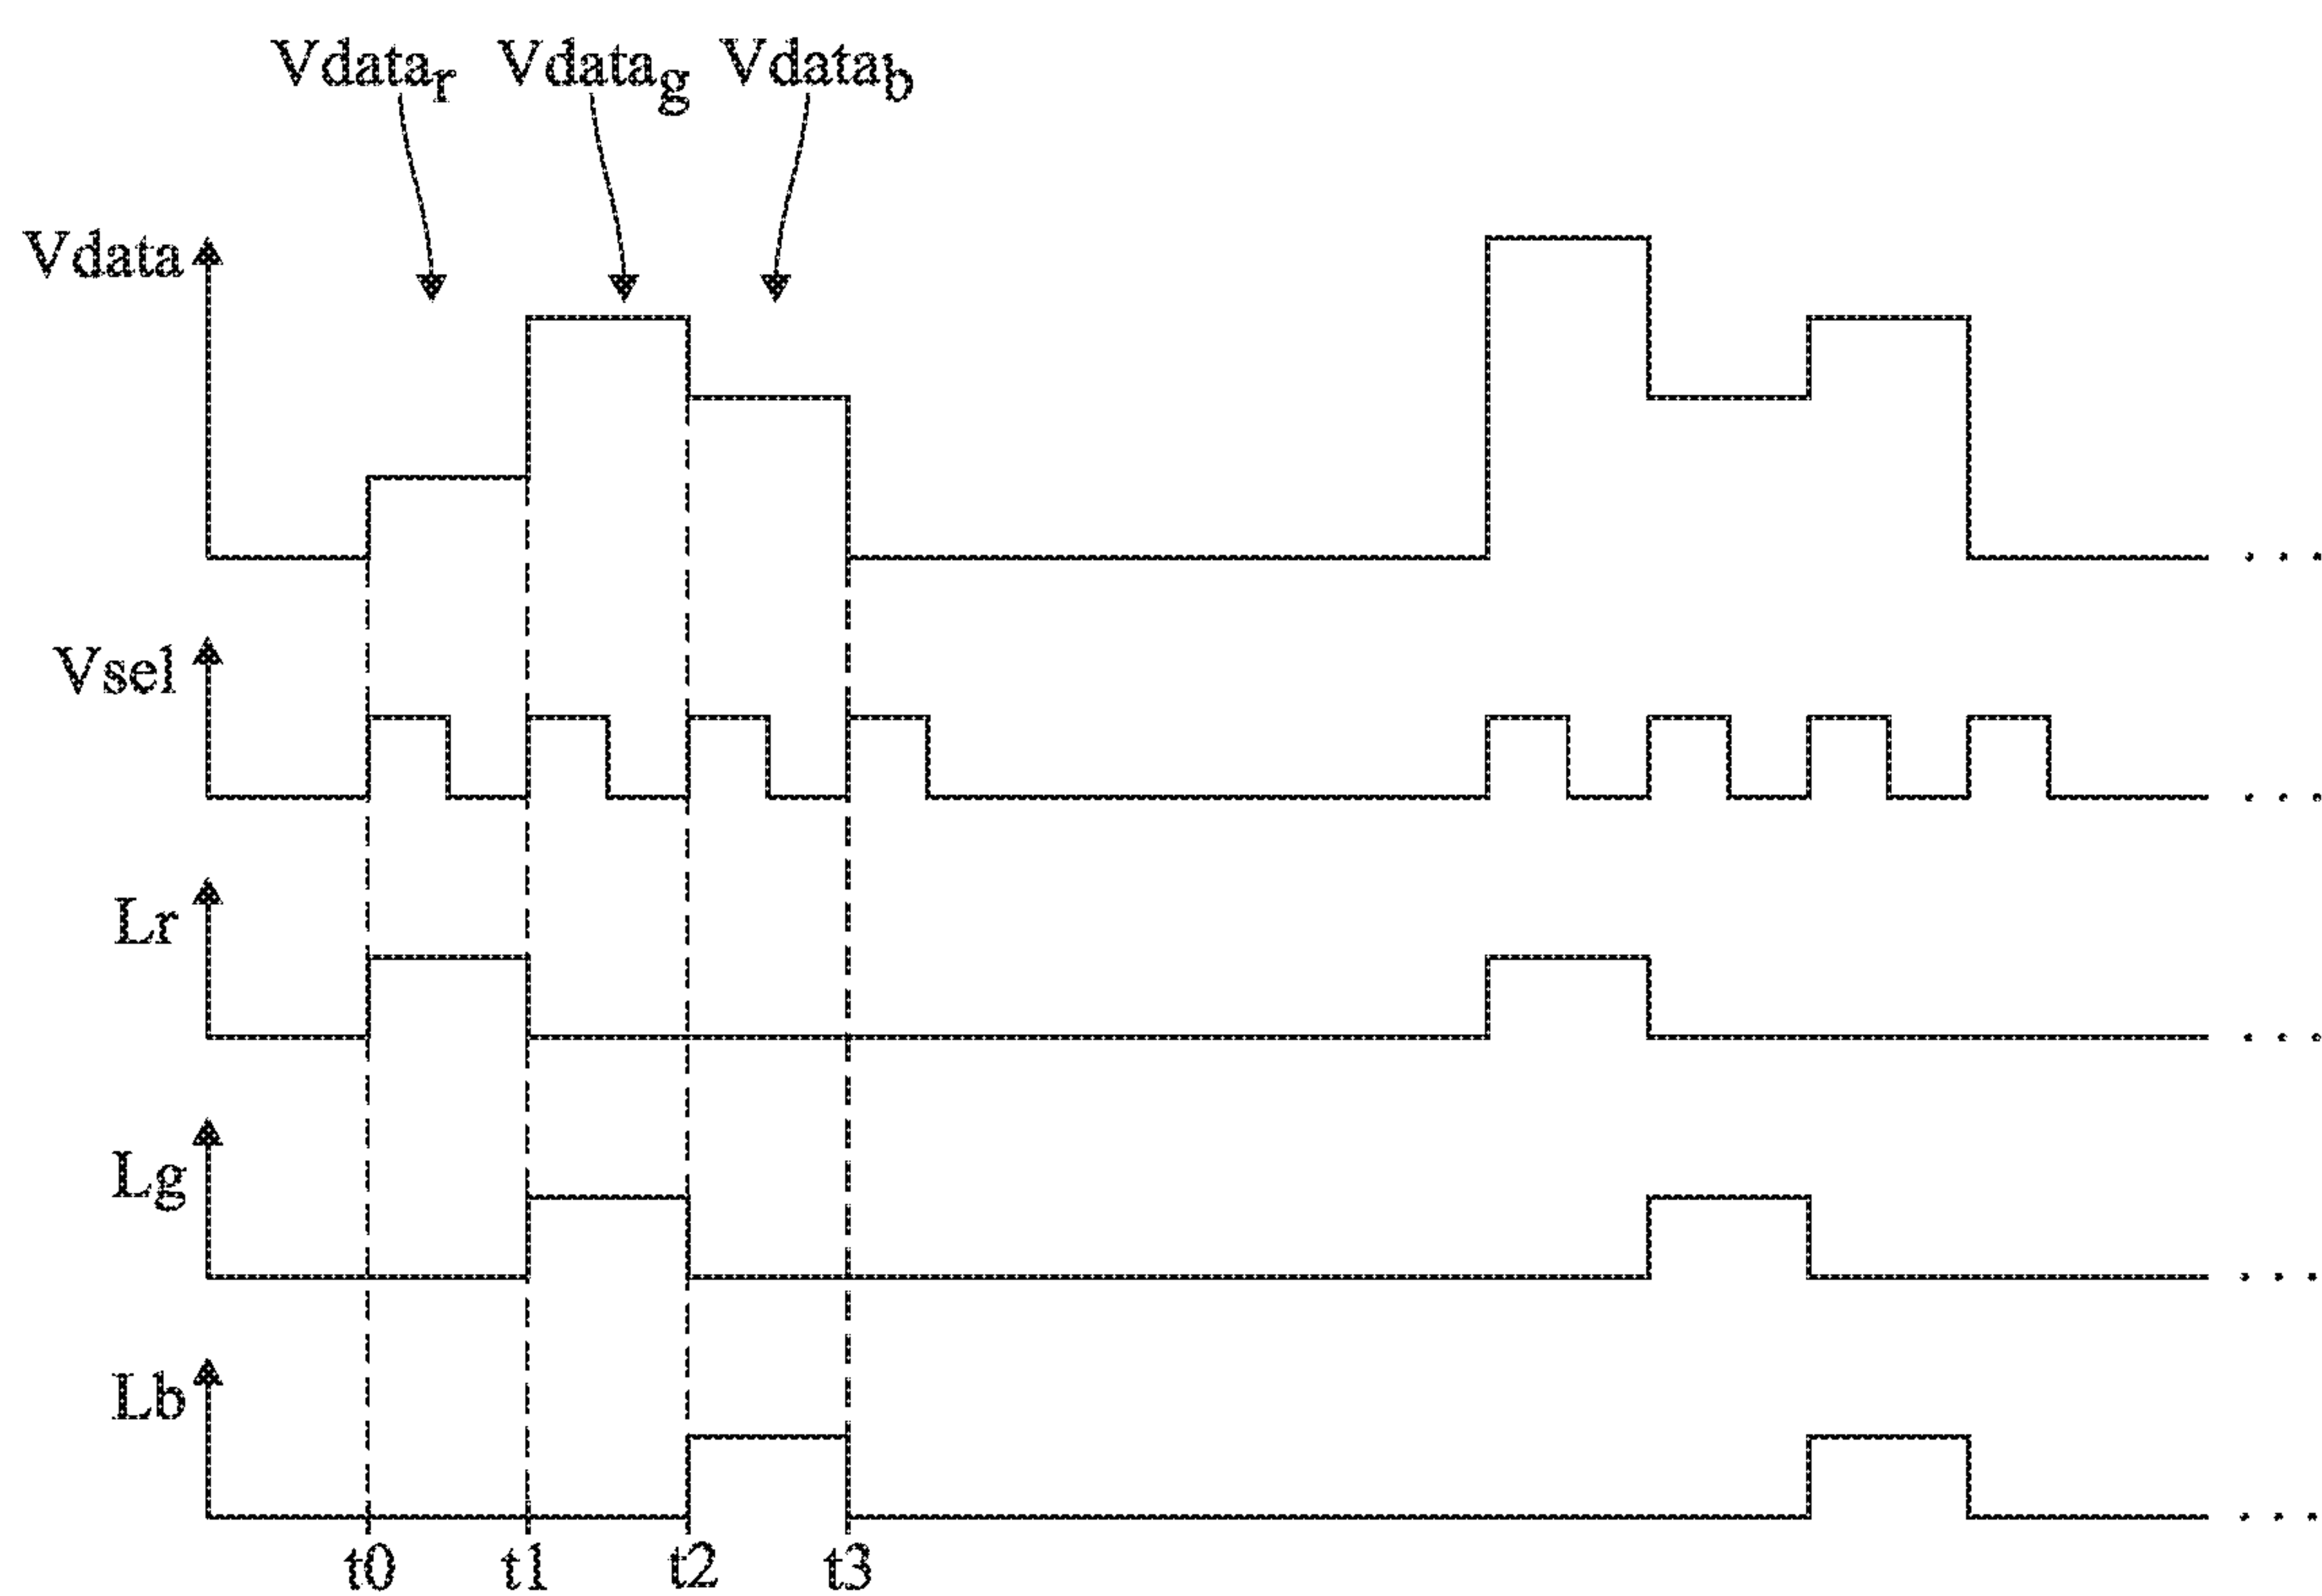 Vdatar Vdatag Vdatab
Vdata
Vsel
...
...
Lr
...
Lg
...
Lb
...
t0 t1 t2 t3